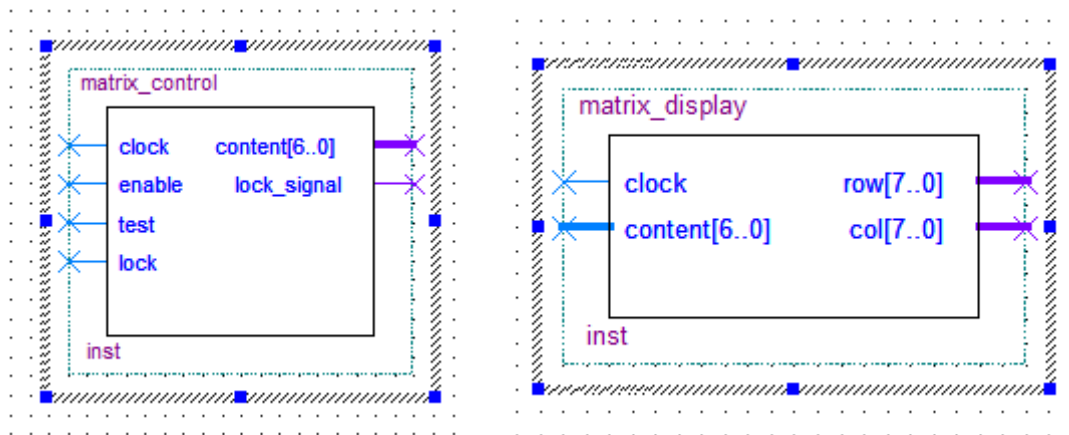 matrix_control
clock content[6..0]
enable lock_signal
test
lock
inst
matrix_display
clock row[7..0]
content[6..0] col[7..0]
inst